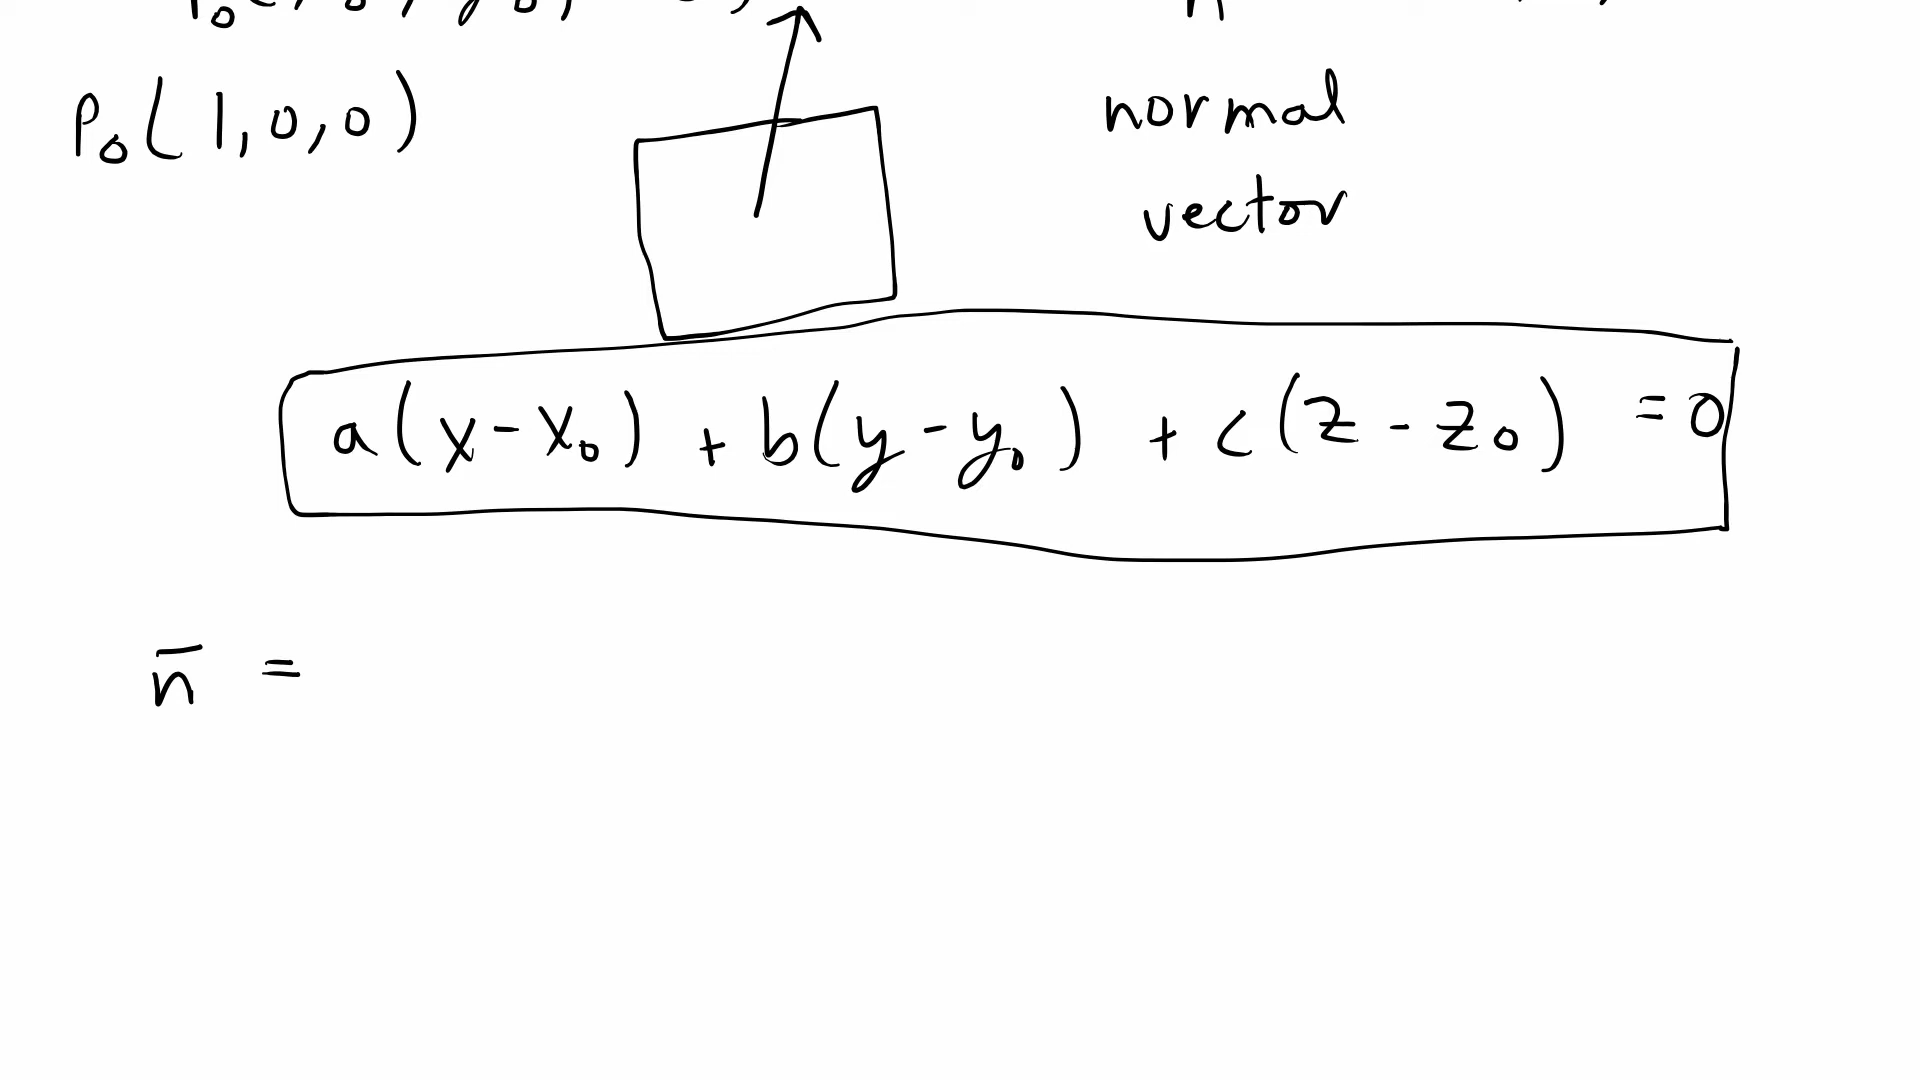 P₀(1,0,0)
normal
vector
a(x-x₀) + b(y-y₀) + c(z-z₀) =0
n̄ =